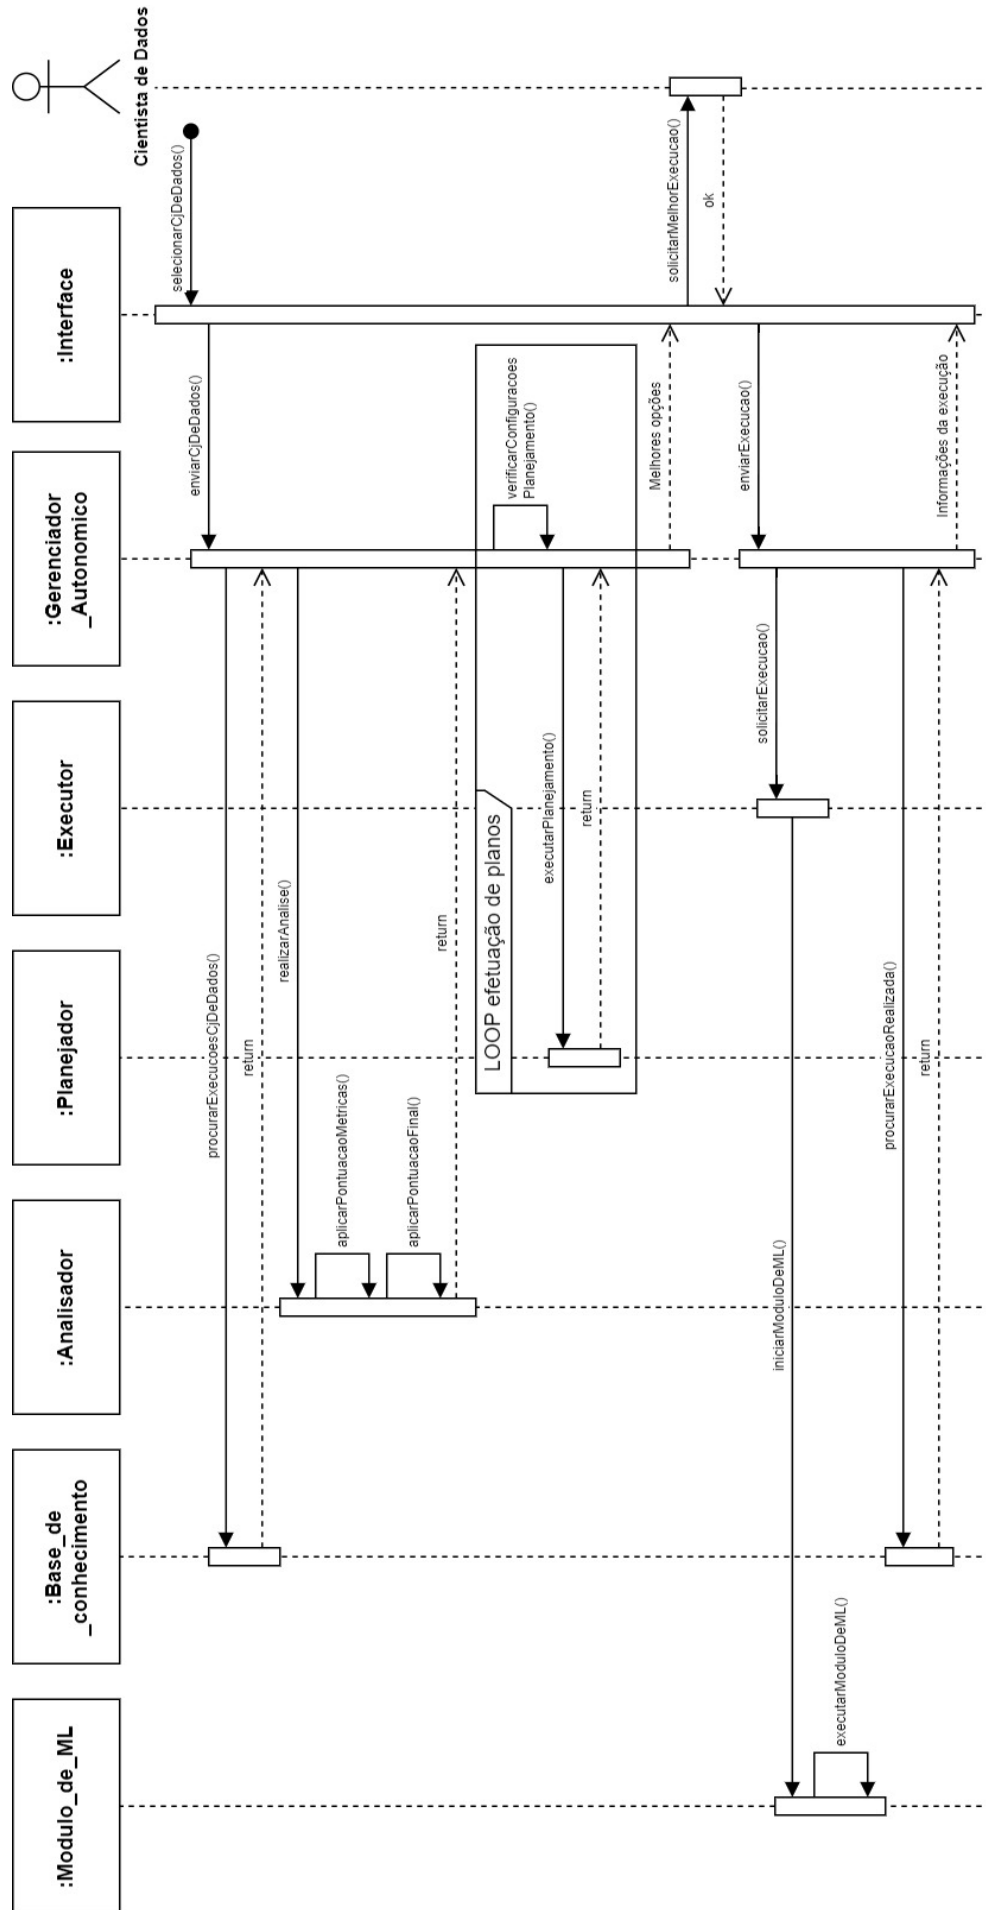 Cientista de Dados
:Interface
:Gerenciador
_Autonomico
:Executor
:Planejador
:Analisador
:Base_de
_conhecimento
:Modulo_de_ML
selecionarCjDeDados()
enviarCjDeDados()
procurarExecucoesCjDeDados()
return
realizarAnalise()
aplicarPontuacaoMetricas()
aplicarPontuacaoFinal()
return
LOOP efetuação de planos
verificarConfiguracoes
Planejamento()
executarPlanejamento()
return
Melhores opções
solicitarMelhorExecucao()
ok
enviarExecucao()
solicitarExecucao()
iniciarModuloDeML()
executarModuloDeML()
procurarExecucaoRealizada()
return
Informações da execução